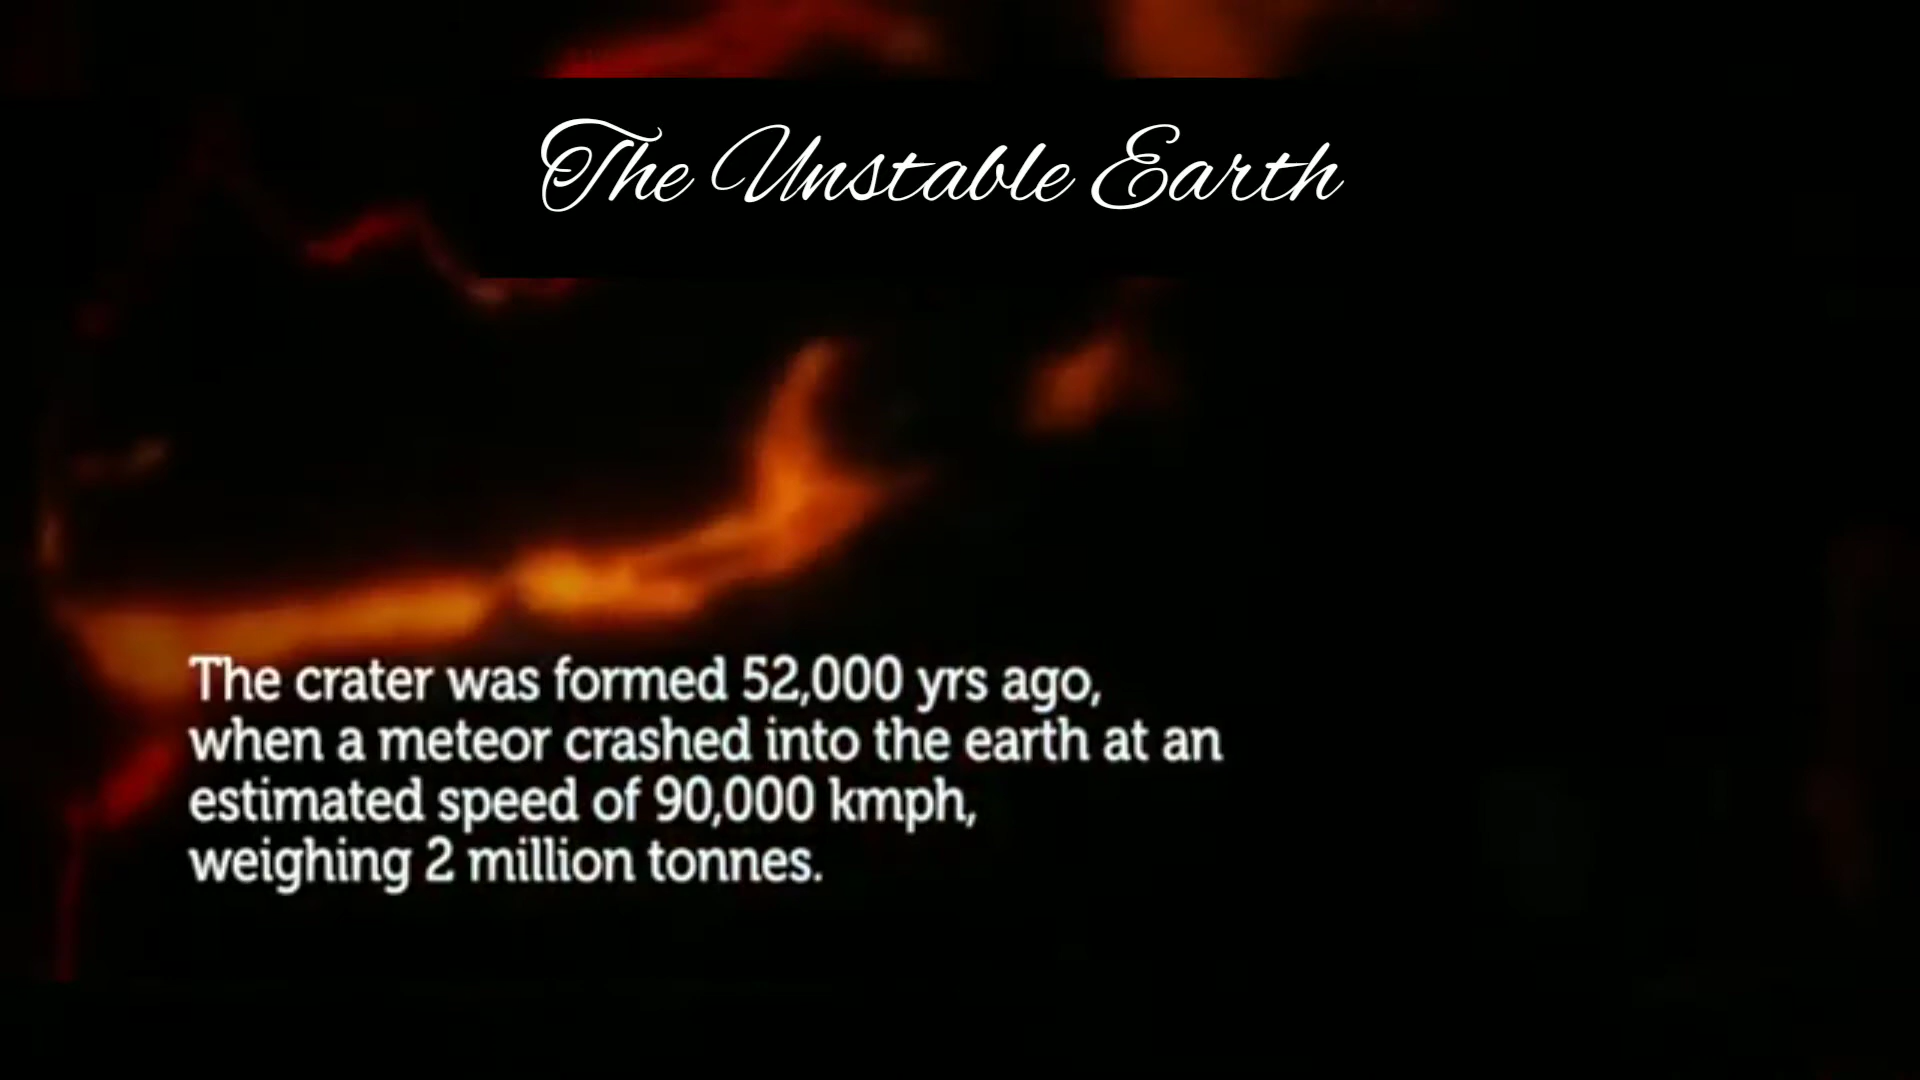 The Unstable Earth
The crater was formed 52,000 yrs ago,
when a meteor crashed into the earth at an
estimated speed of 90,000 kmph,
weighing 2 million tonnes.